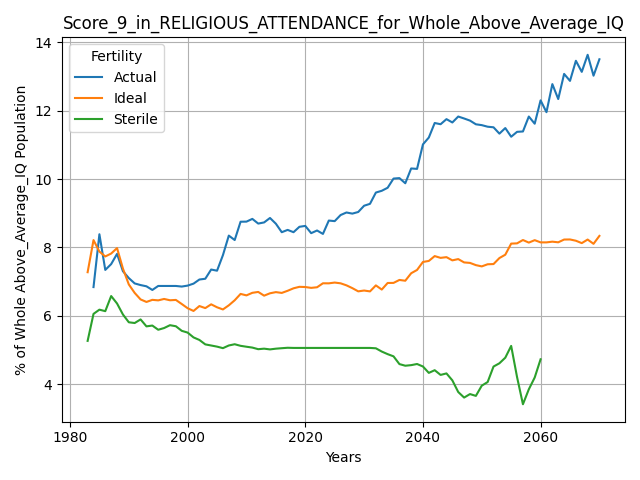 Score_9_in_RELIGIOUS_ATTENDANCE_for_Whole_Above_Average_IQ
Fertility
Actual
Ideal
Sterile
% of Whole Above_Average_IQ Population
14
12
10
8
6
4
1980 2000 2020 2040 2060
Years